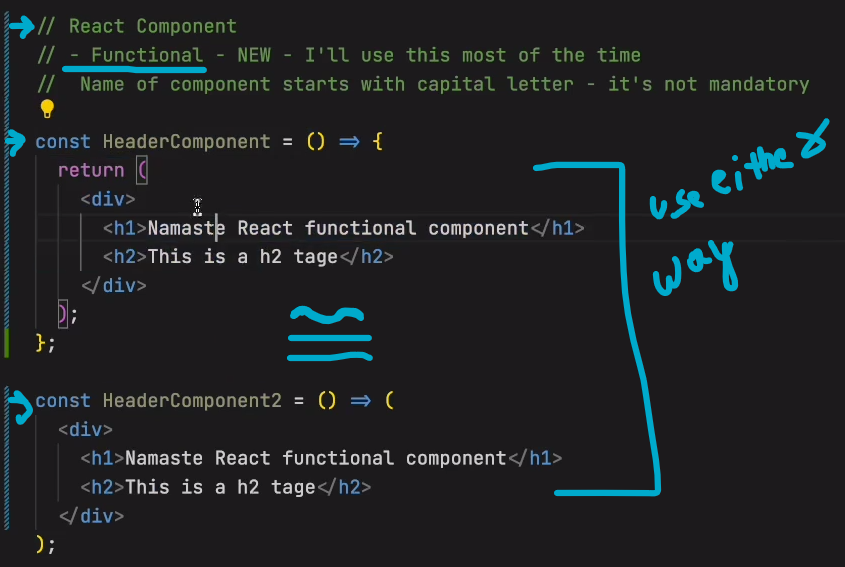 // React Component
// - Functional - NEW - I'll use this most of the time
// Name of component starts with capital letter - it's not mandatory
const HeaderComponent = () => {
return (
<div>
<h1>Namaste React functional component</h1>
<h2>This is a h2 tage</h2>
</div>
);
};
use either
way
const HeaderComponent2 = () => (
<div>
<h1>Namaste React functional component</h1>
<h2>This is a h2 tage</h2>
</div>
);